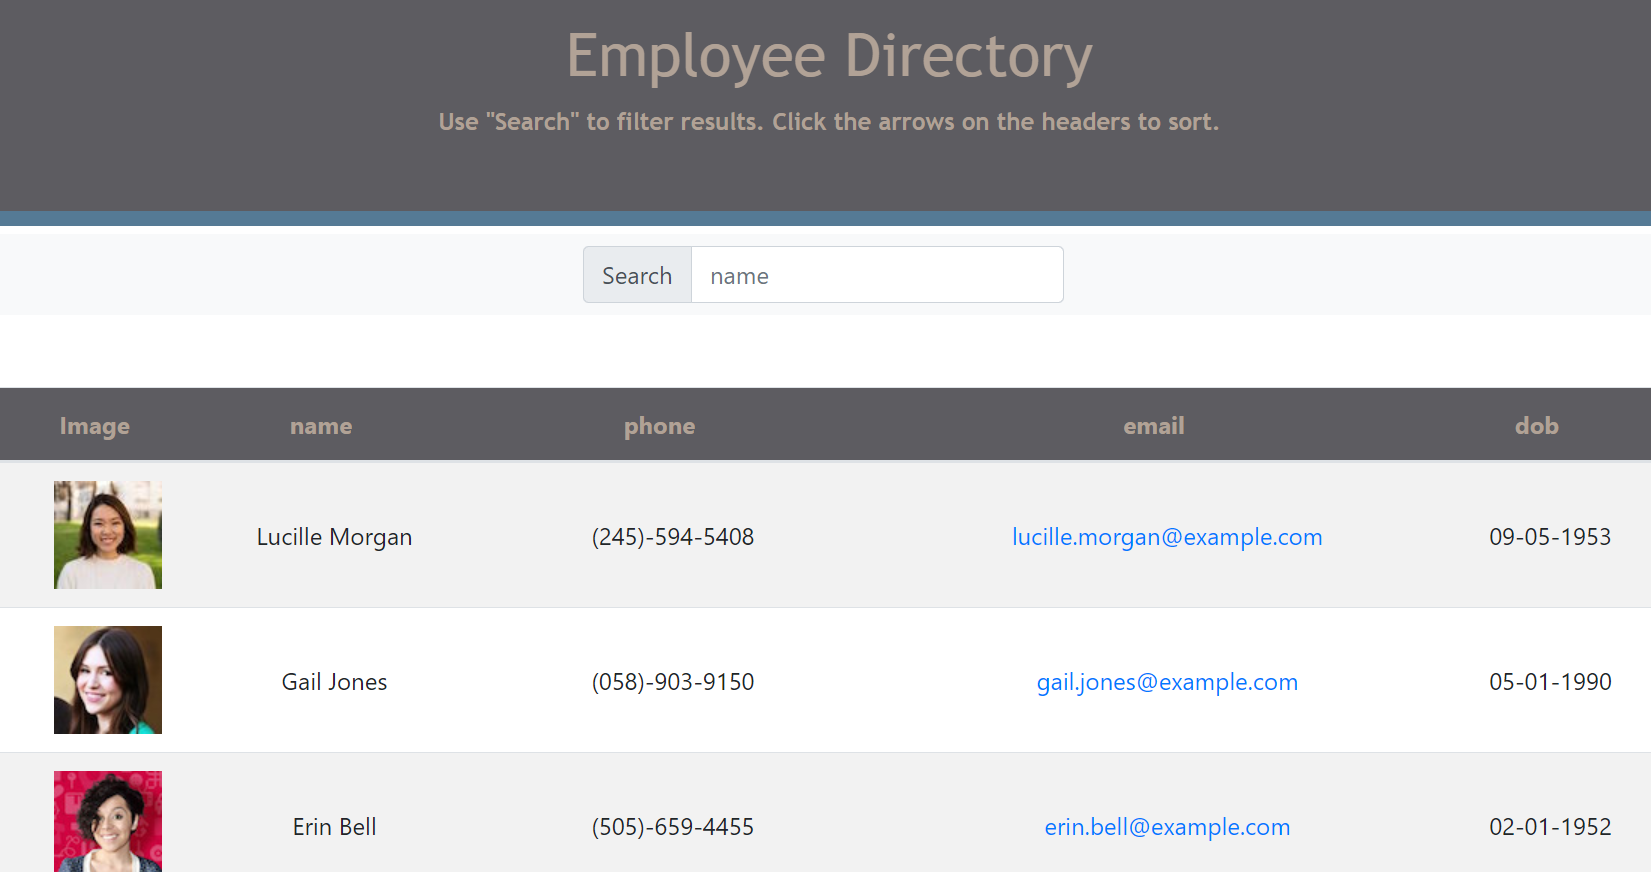 Employee Directory
Use "Search" to filter results. Click the arrows on the headers to sort.
Search name
Image name phone email dob
Lucille Morgan (245)-594-5408 lucille.morgan@example.com 09-05-1953
Gail Jones (058)-903-9150 gail.jones@example.com 05-01-1990
Erin Bell (505)-659-4455 erin.bell@example.com 02-01-1952